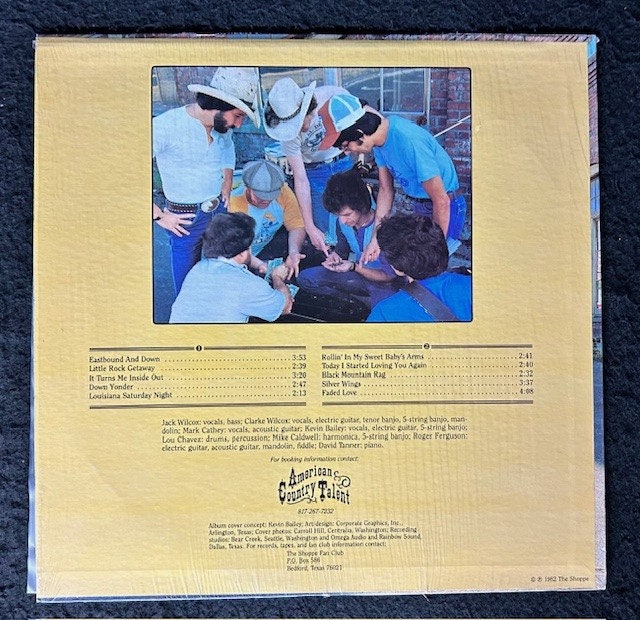 1
Eastbound And Down ........ 3:53
Little Rock Getaway ........ 2:39
It Turns Me Inside Out ........ 3:20
Down Yonder ........ 2:47
Louisiana Saturday Night ........ 2:13
2
Rollin' In My Sweet Baby's Arms ........ 2:41
Today I Started Loving You Again ........ 2:40
Black Mountain Rag ........ 2:32
Silver Wings ........ 3:37
Faded Love ........ 4:08
Jack Wilcox: vocals, bass; Clarke Wilcox: vocals, electric guitar, tenor banjo, 5-string banjo, man-
dolin; Mark Cathey: vocals, acoustic guitar; Kevin Bailey: vocals, electric guitar, 5-string banjo;
Lou Chavez: drums, percussion; Mike Caldwell: harmonica, 5-string banjo; Roger Ferguson:
electric guitar, acoustic guitar, mandolin, fiddle; David Tanner: piano.
For booking information contact:
American
Country Talent
817-267-7232
Album cover concept: Kevin Bailey; Art/design: Corporate Graphics, Inc.,
Arlington, Texas; Cover photos: Carroll Hill, Centralia, Washington; Recording
studios: Bear Creek, Seattle, Washington and Omega Audio and Rainbow Sound,
Dallas, Texas. For records, tapes, and fan club information contact:
The Shoppe Fan Club
P.O. Box 586
Bedford, Texas 76021
© ℗ 1982 The Shoppe